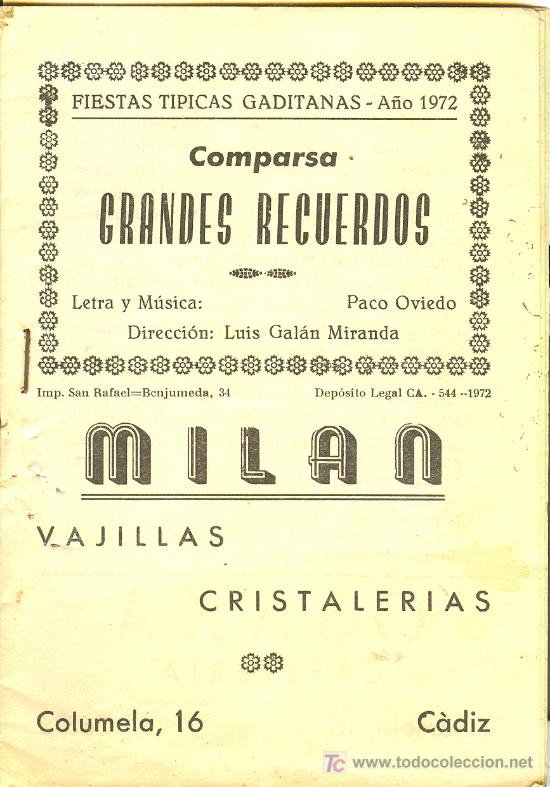 FIESTAS TIPICAS GADITANAS - Año 1972
Comparsa
GRANDES RECUERDOS
Letra y Música: Paco Oviedo
Dirección: Luis Galán Miranda
Imp. San Rafael=Benjumeda, 34 Depósito Legal CA. - 544 --1972
MILAN
VAJILLAS
CRISTALERIAS
Columela, 16 Càdiz
TC www.todocoleccion.net